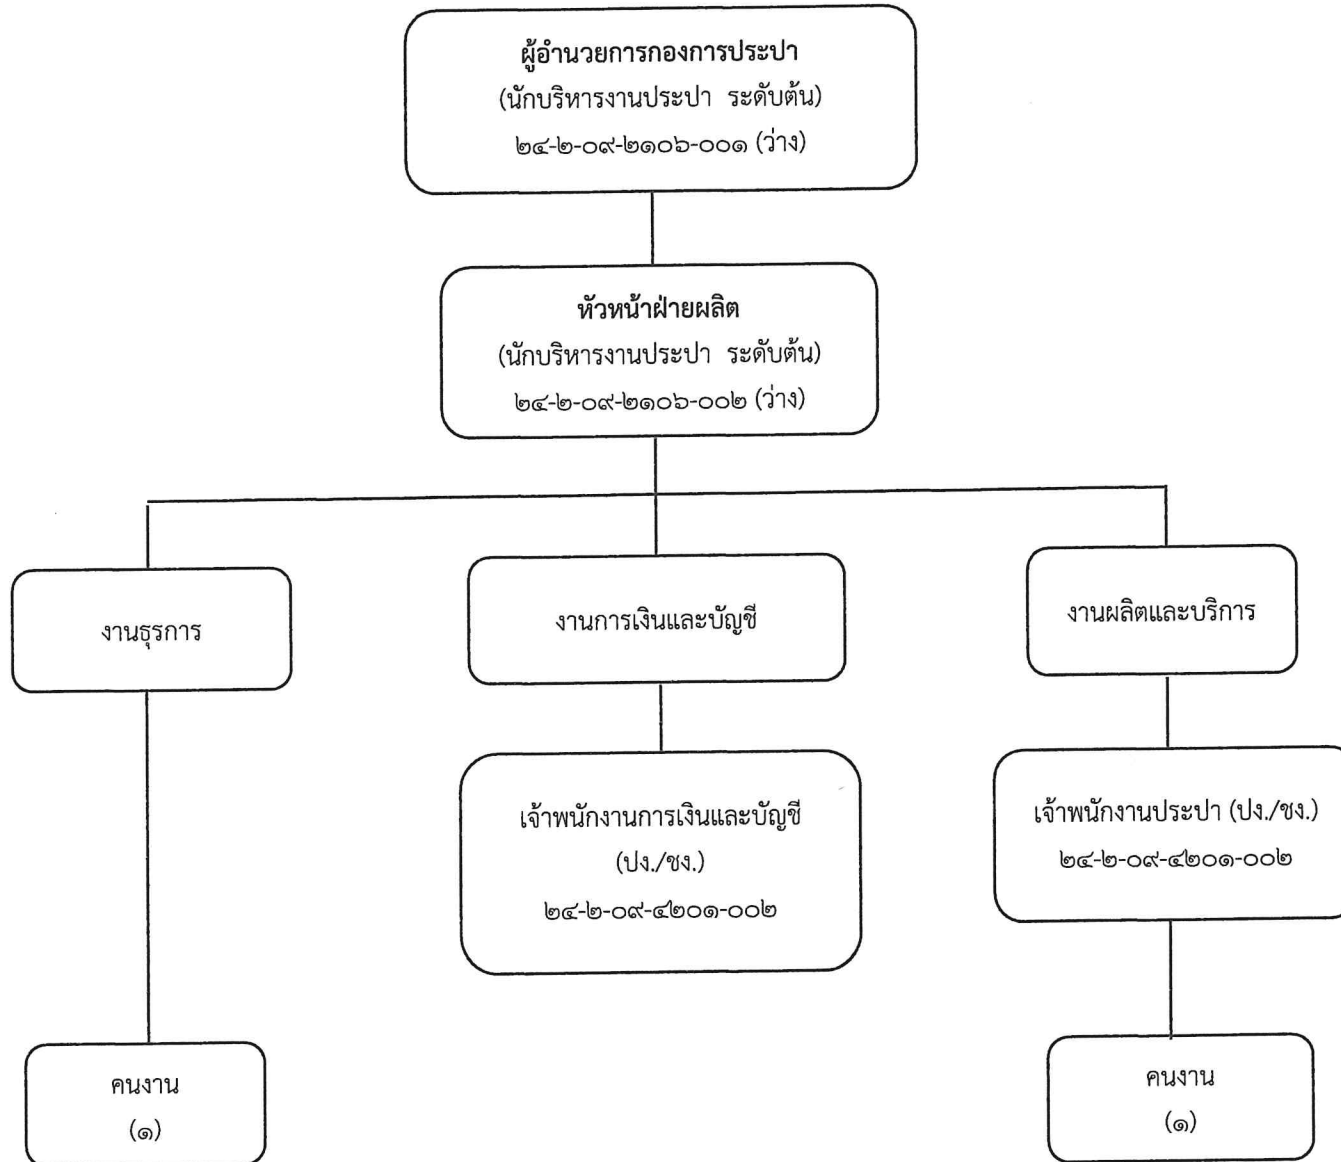 ผู้อำนวยการกองการประปา
(นักบริหารงานประปา ระดับต้น)
๒๔-๒-๐๙-๒๑๐๖-๐๐๑ (ว่าง)
หัวหน้าฝ่ายผลิต
(นักบริหารงานประปา ระดับต้น)
๒๔-๒-๐๙-๒๑๐๖-๐๐๒ (ว่าง)
งานธุรการ
งานการเงินและบัญชี
งานผลิตและบริการ
เจ้าพนักงานการเงินและบัญชี
(ปง./ชง.)
๒๔-๒-๐๙-๔๒๐๑-๐๐๒
เจ้าพนักงานประปา (ปง./ชง.)
๒๔-๒-๐๙-๔๒๐๑-๐๐๒
คนงาน
(๑)
คนงาน
(๑)